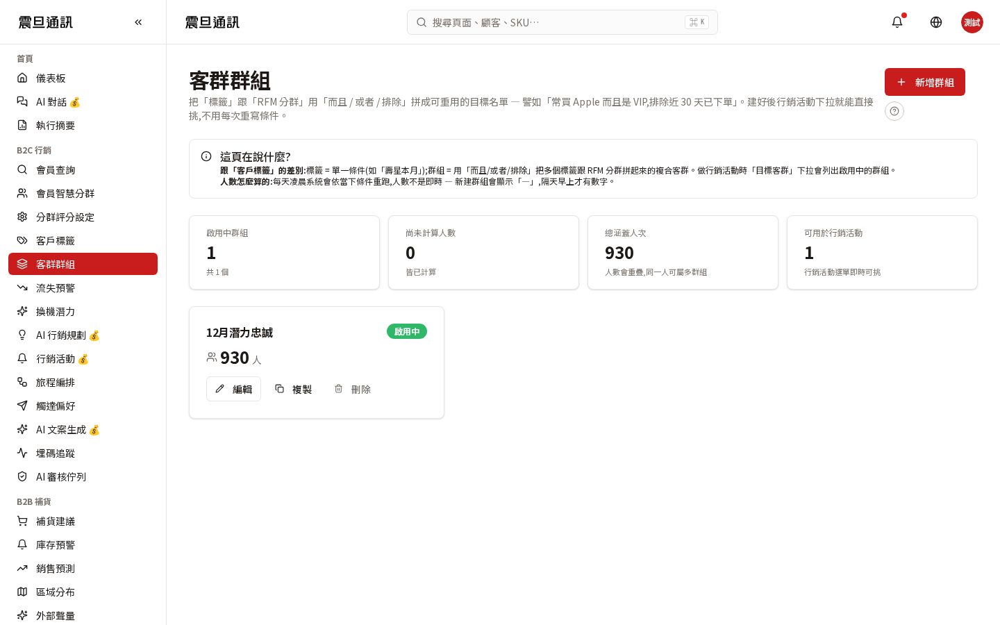 震旦通訊
震旦通訊
搜尋頁面、顧客、SKU…
⌘ K
測試
首頁
儀表板
AI 對話 💰
執行摘要
B2C 行銷
會員查詢
會員智慧分群
分群評分設定
客戶標籤
客群群組
流失預警
換機潛力
AI 行銷規劃 💰
行銷活動 💰
旅程編排
觸達偏好
AI 文案生成 💰
埋碼追蹤
AI 審核佇列
B2B 補貨
補貨建議
庫存預警
銷售預測
區域分布
外部聲量
客群群組
新增群組
把「標籤」跟「RFM 分群」用「而且 / 或者 / 排除」拼成可重用的目標名單 — 譬如「常買 Apple 而且是 VIP,排除近 30 天已下單」。建好後行銷活動下拉就能直接
挑,不用每次重寫條件。
這頁在說什麼?
跟「客戶標籤」的差別:標籤 = 單一條件(如「壽星本月」);群組 = 用「而且/或者/排除」把多個標籤跟 RFM 分群拼起來的複合客群。做行銷活動時「目標客群」下拉會列出啟用中的群組。
人數怎麼算的:每天凌晨系統會依當下條件重跑,人數不是即時 — 新建群組會顯示「—」,隔天早上才有數字。
啟用中群組
1
共 1 個
尚未計算人數
0
皆已計算
總涵蓋人次
930
人數會重疊,同一人可屬多群組
可用於行銷活動
1
行銷活動選單即時可挑
12月潛力忠誠
啟用中
930 人
編輯
複製
刪除